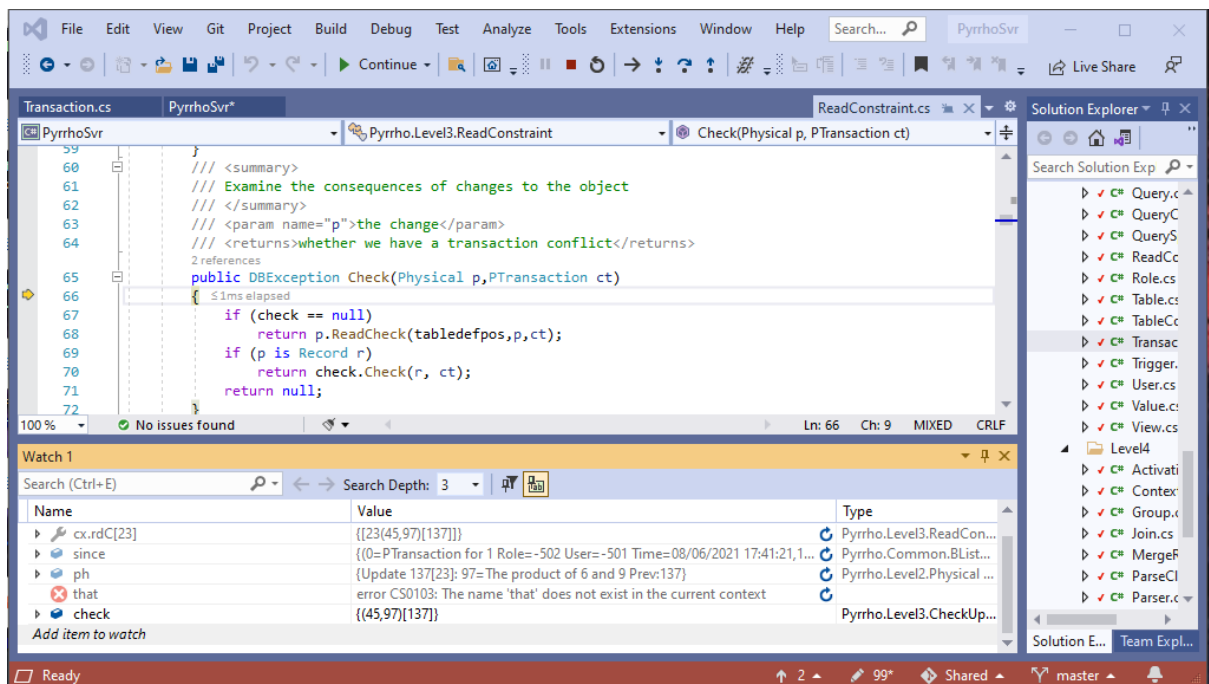 File Edit View Git Project Build Debug Test Analyze Tools Extensions Window Help Search... PyrrhoSvr
Continue Live Share
Transaction.cs PyrrhoSvr* ReadConstraint.cs Solution Explorer
C# PyrrhoSvr Pyrrho.Level3.ReadConstraint Check(Physical p, PTransaction ct)
Search Solution Exp
59 }
60 /// <summary>
61 /// Examine the consequences of changes to the object
62 /// </summary>
63 /// <param name="p">the change</param>
64 /// <returns>whether we have a transaction conflict</returns>
2 references
65 public DBException Check(Physical p,PTransaction ct)
66 { ≤1ms elapsed
67 if (check == null)
68 return p.ReadCheck(tabledefpos,p,ct);
69 if (p is Record r)
70 return check.Check(r, ct);
71 return null;
72 }
100 % No issues found Ln: 66 Ch: 9 MIXED CRLF
Watch 1
Search (Ctrl+E) Search Depth: 3
Name Value Type
cx.rdC[23] {[23(45,97)[137]]} Pyrrho.Level3.ReadCon...
since {(0=PTransaction for 1 Role=-502 User=-501 Time=08/06/2021 17:41:21,1... Pyrrho.Common.BList...
ph {Update 137[23]: 97=The product of 6 and 9 Prev:137} Pyrrho.Level2.Physical ...
that error CS0103: The name 'that' does not exist in the current context
check {(45,97)[137]} Pyrrho.Level3.CheckUp...
Add item to watch
C# Query.c
C# QueryC
C# QueryS
C# ReadCc
C# Role.cs
C# Table.cs
C# TableCc
C# Transac
C# Trigger.
C# User.cs
C# Value.c
C# View.cs
Level4
C# Activati
C# Contex
C# Group.c
C# Join.cs
C# MergeR
C# ParseCl
C# Parser.c
Solution E... Team Expl...
Ready 2 99* Shared master